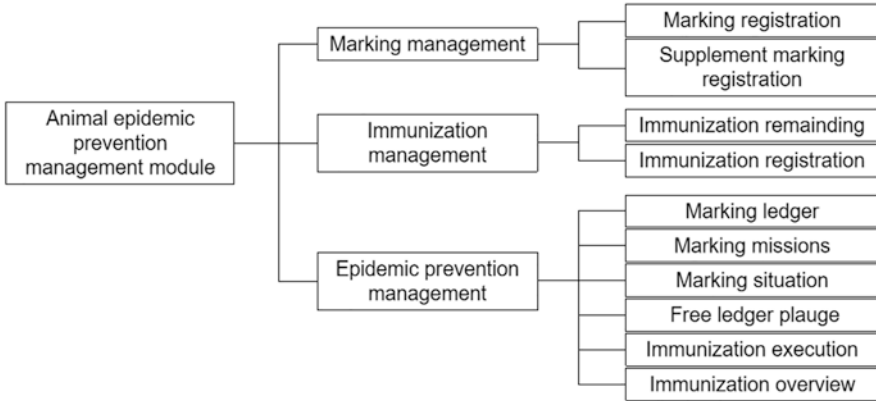 Animal epidemic
prevention
management module
Marking management
Marking registration
Supplement marking
registration
Immunization
management
Immunization remainding
Immunization registration
Epidemic prevention
management
Marking ledger
Marking missions
Marking situation
Free ledger plauge
Immunization execution
Immunization overview